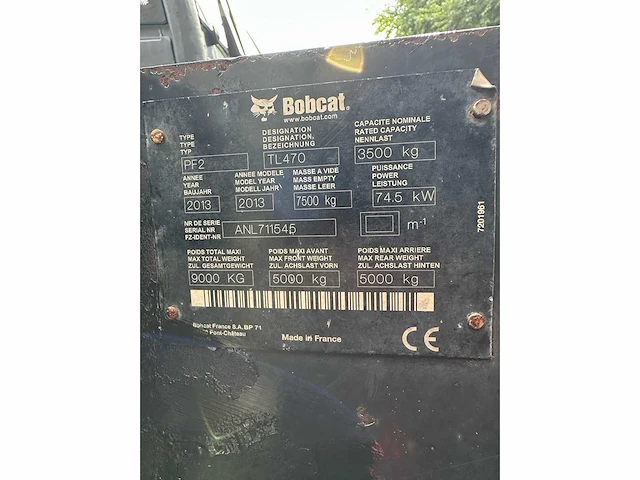 Bobcat®
www.bobcat.com
TYPE
TYPE
TYP
PF2
DESIGNATION
DESIGNATION
BEZEICHNUNG
TL470
CAPACITE NOMINALE
RATED CAPACITY
NENNLAST
3500 kg
ANNEE
YEAR
BAUJAHR
2013
ANNEE MODELE
MODEL YEAR
MODELL JAHR
2013
MASSE A VIDE
MASS EMPTY
MASSE LEER
7500 kg
PUISSANCE
POWER
LEISTUNG
74.5 kW
NR DE SERIE
SERIAL NR
FZ-IDENT-NR
ANL711545
m-1
POIDS TOTAL MAXI
MAX TOTAL WEIGHT
ZUL. GESAMTGEWICHT
9000 KG
POIDS MAXI AVANT
MAX FRONT WEIGHT
ZUL. ACHSLAST VORN
5000 kg
POIDS MAXI ARRIERE
MAX REAR WEIGHT
ZUL. ACHSLAST HINTEN
5000 kg
Bobcat France S.A. BP 71
Pont-Château
Made in France
CE
7201961